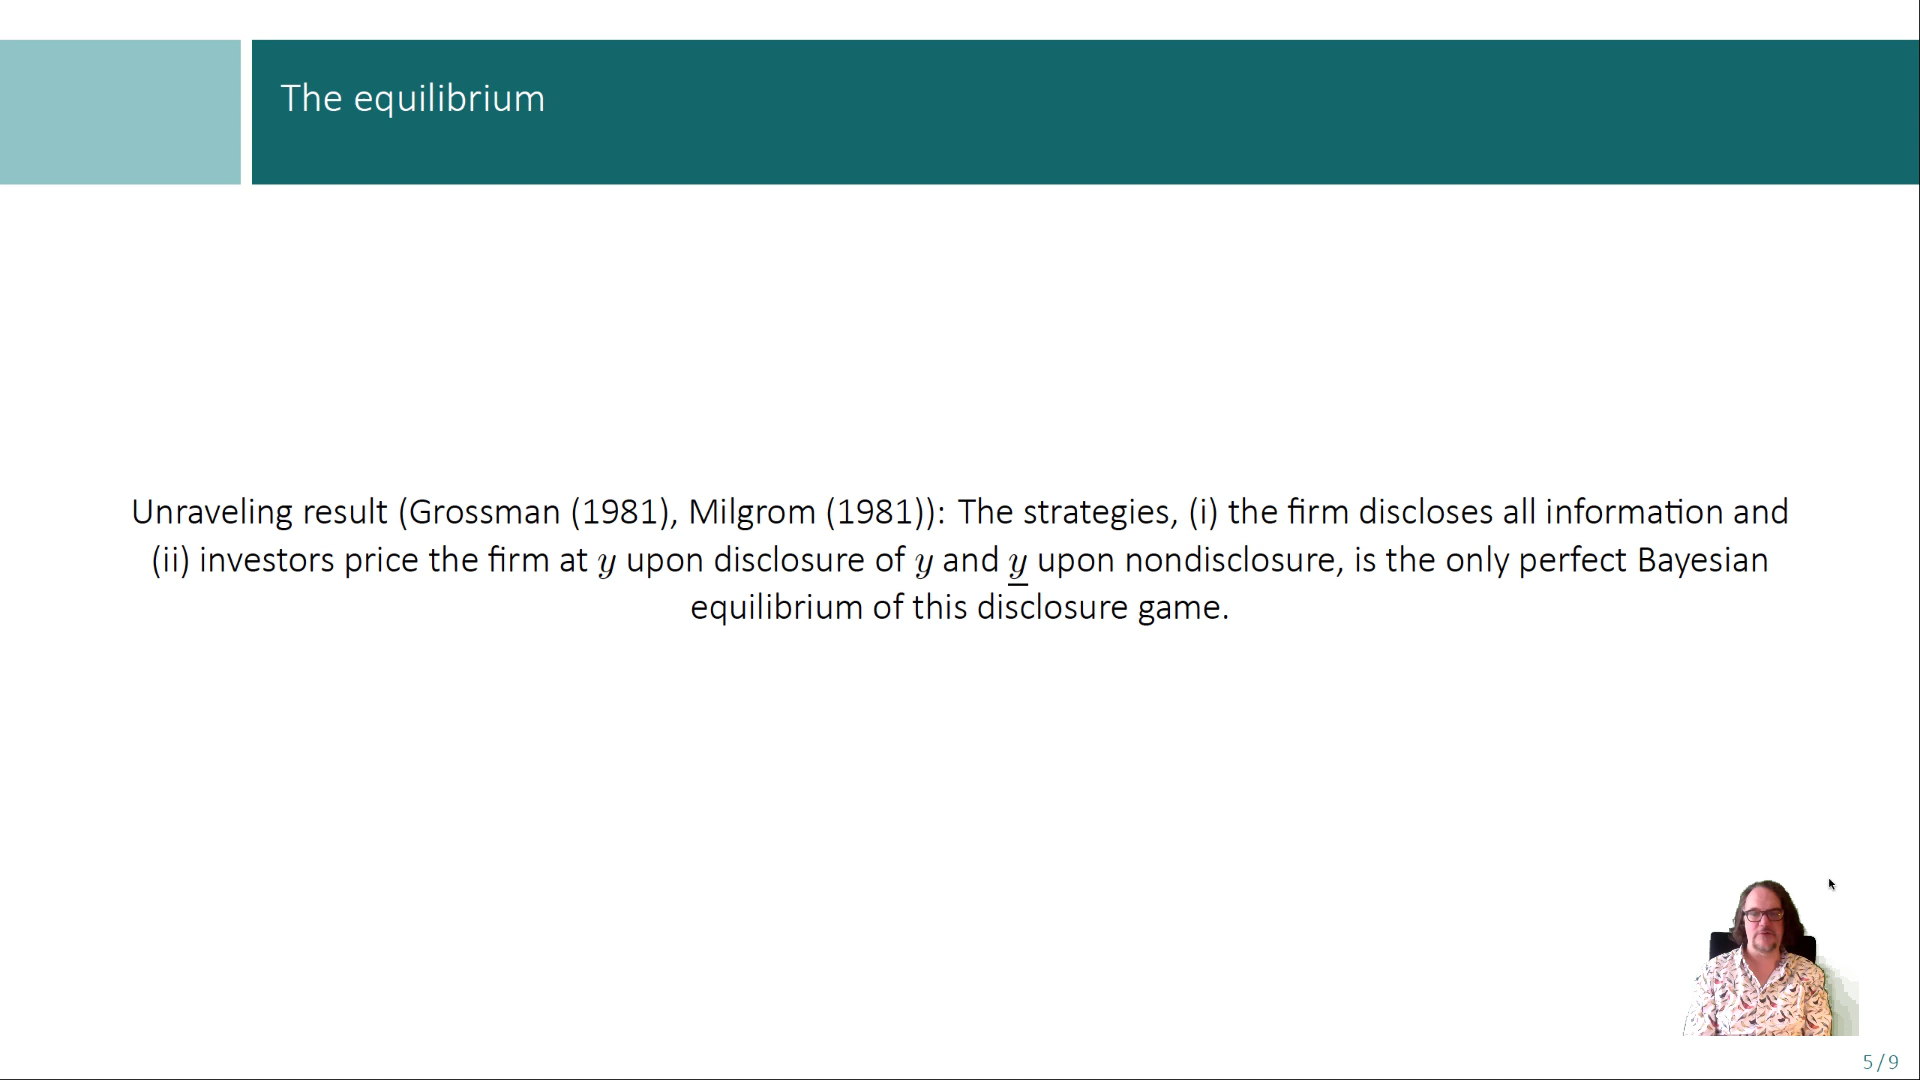 The equilibrium
Unraveling result (Grossman (1981), Milgrom (1981)): The strategies, (i) the firm discloses all information and
(ii) investors price the firm at y upon disclosure of y and y̲ upon nondisclosure, is the only perfect Bayesian
equilibrium of this disclosure game.
5/9